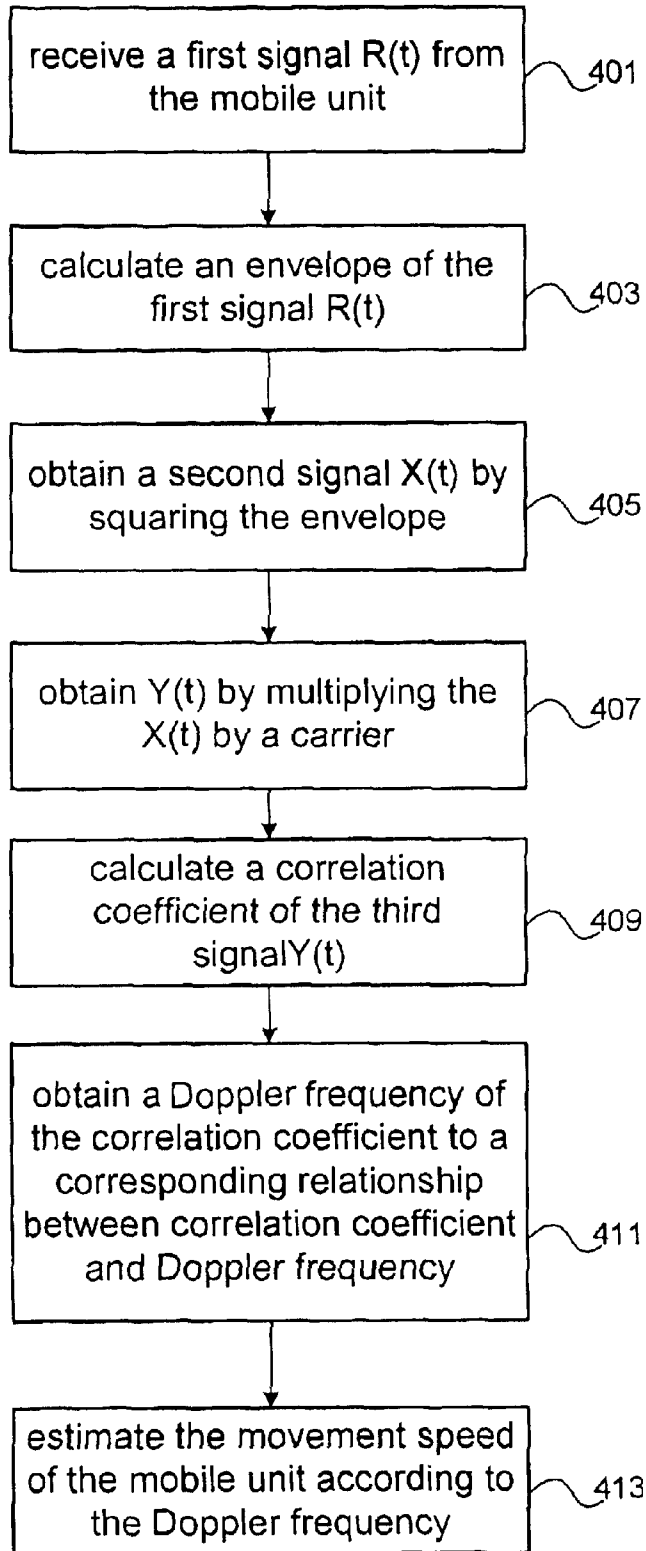 receive a first signal R(t) from
the mobile unit
401
calculate an envelope of the
first signal R(t)
403
obtain a second signal X(t) by
squaring the envelope
405
obtain Y(t) by multiplying the
X(t) by a carrier
407
calculate a correlation
coefficient of the third
signalY(t)
409
obtain a Doppler frequency of
the correlation coefficient to a
corresponding relationship
between correlation coefficient
and Doppler frequency
411
estimate the movement speed
of the mobile unit according to
the Doppler frequency
413